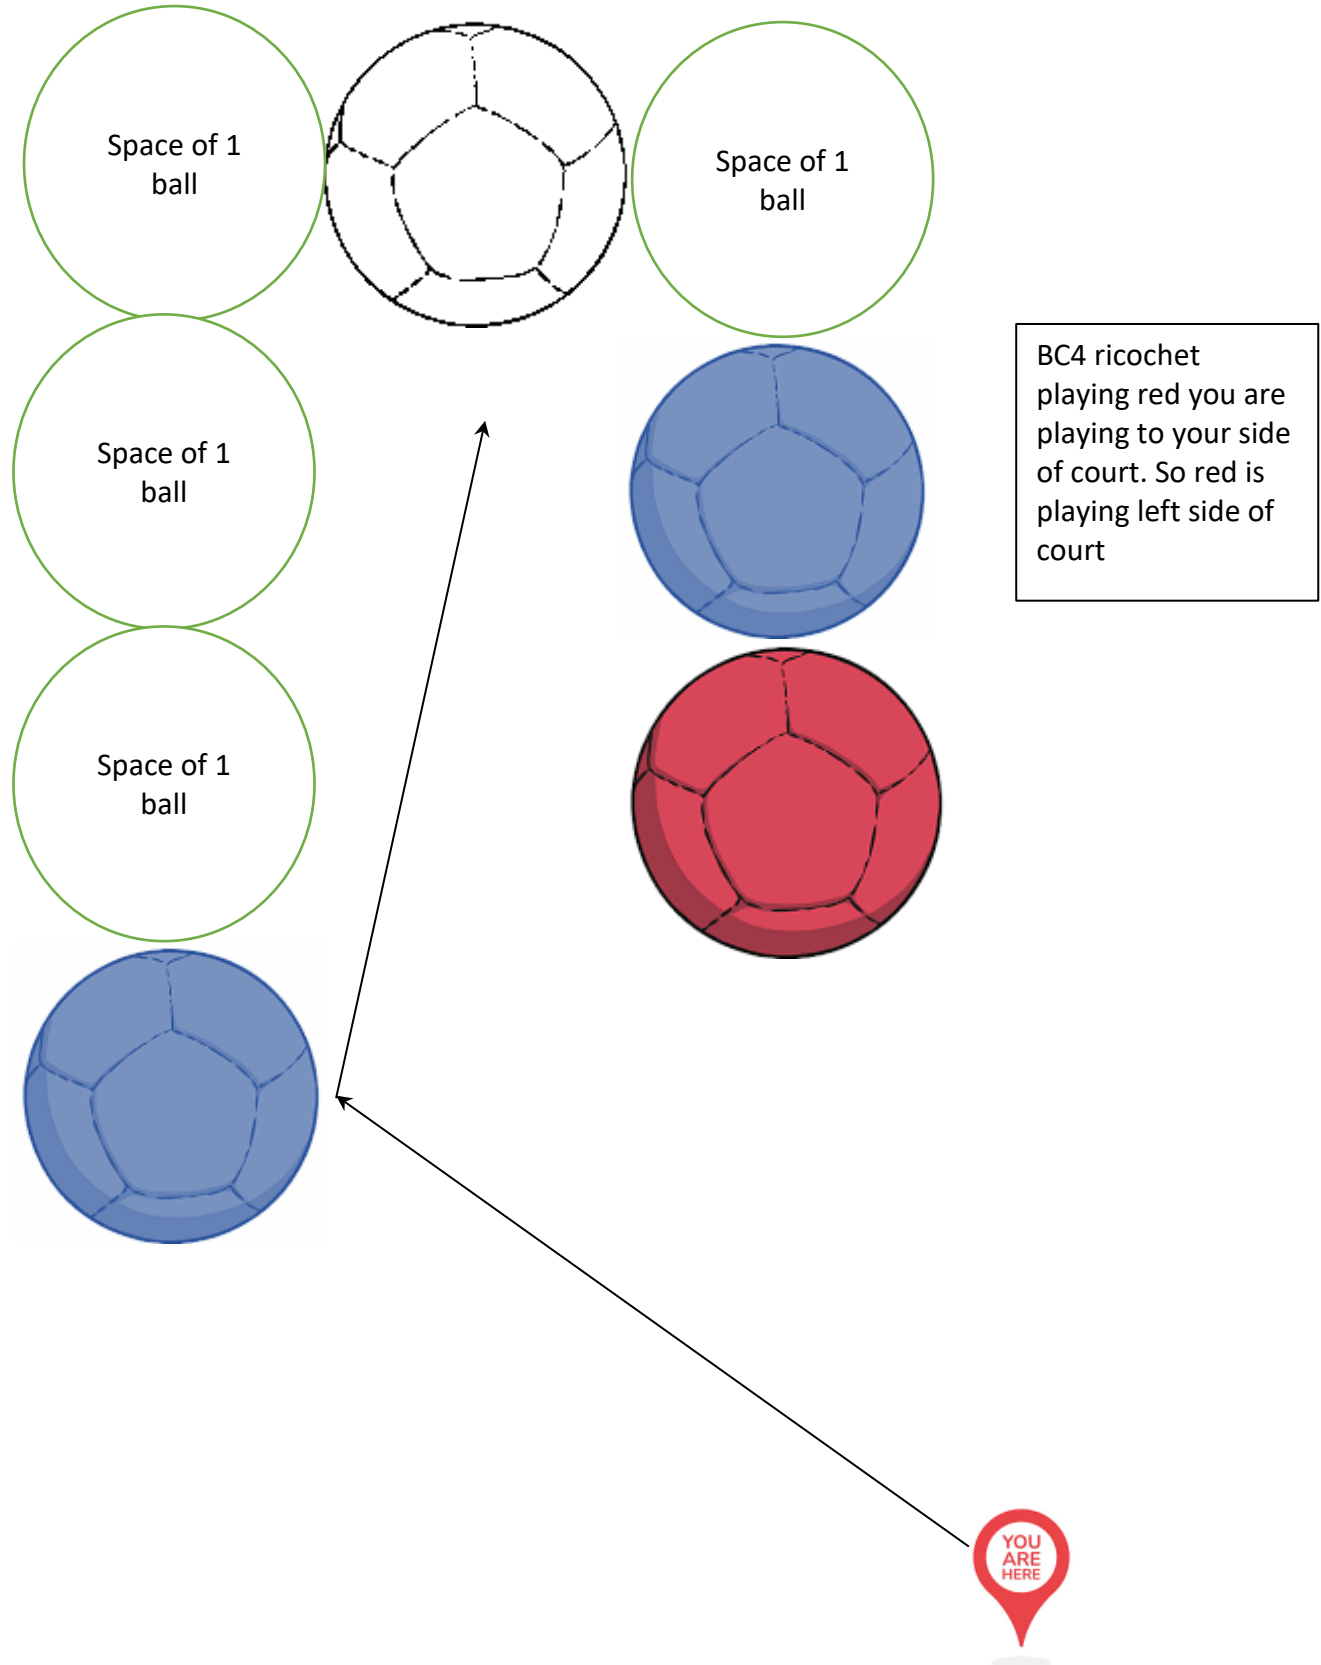 Space of 1
ball
Space of 1
ball
Space of 1
ball
Space of 1
ball
BC4 ricochet
playing red you are
playing to your side
of court. So red is
playing left side of
court
YOU
ARE
HERE